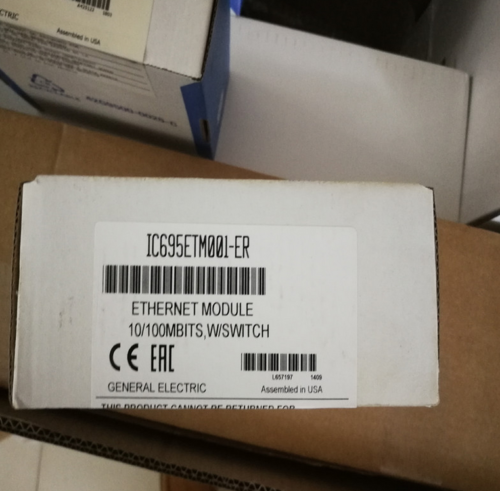 Assembled in USA
IC695ETM001-ER
ETHERNET MODULE
10/100MBITS,W/SWITCH
CE EAC
L657197 1409
GENERAL ELECTRIC Assembled in USA
THIS PRODUCT CANNOT BE RETURNED FOR